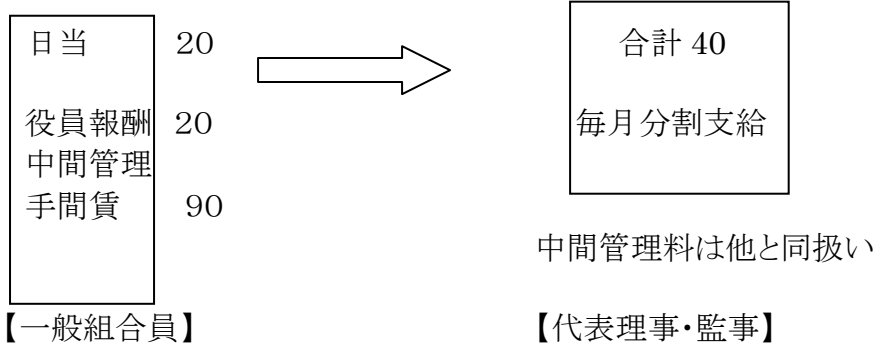 日当 20
役員報酬 20
中間管理
手間賃 90
【一般組合員】
合計 40
毎月分割支給
中間管理料は他と同扱い
【代表理事・監事】